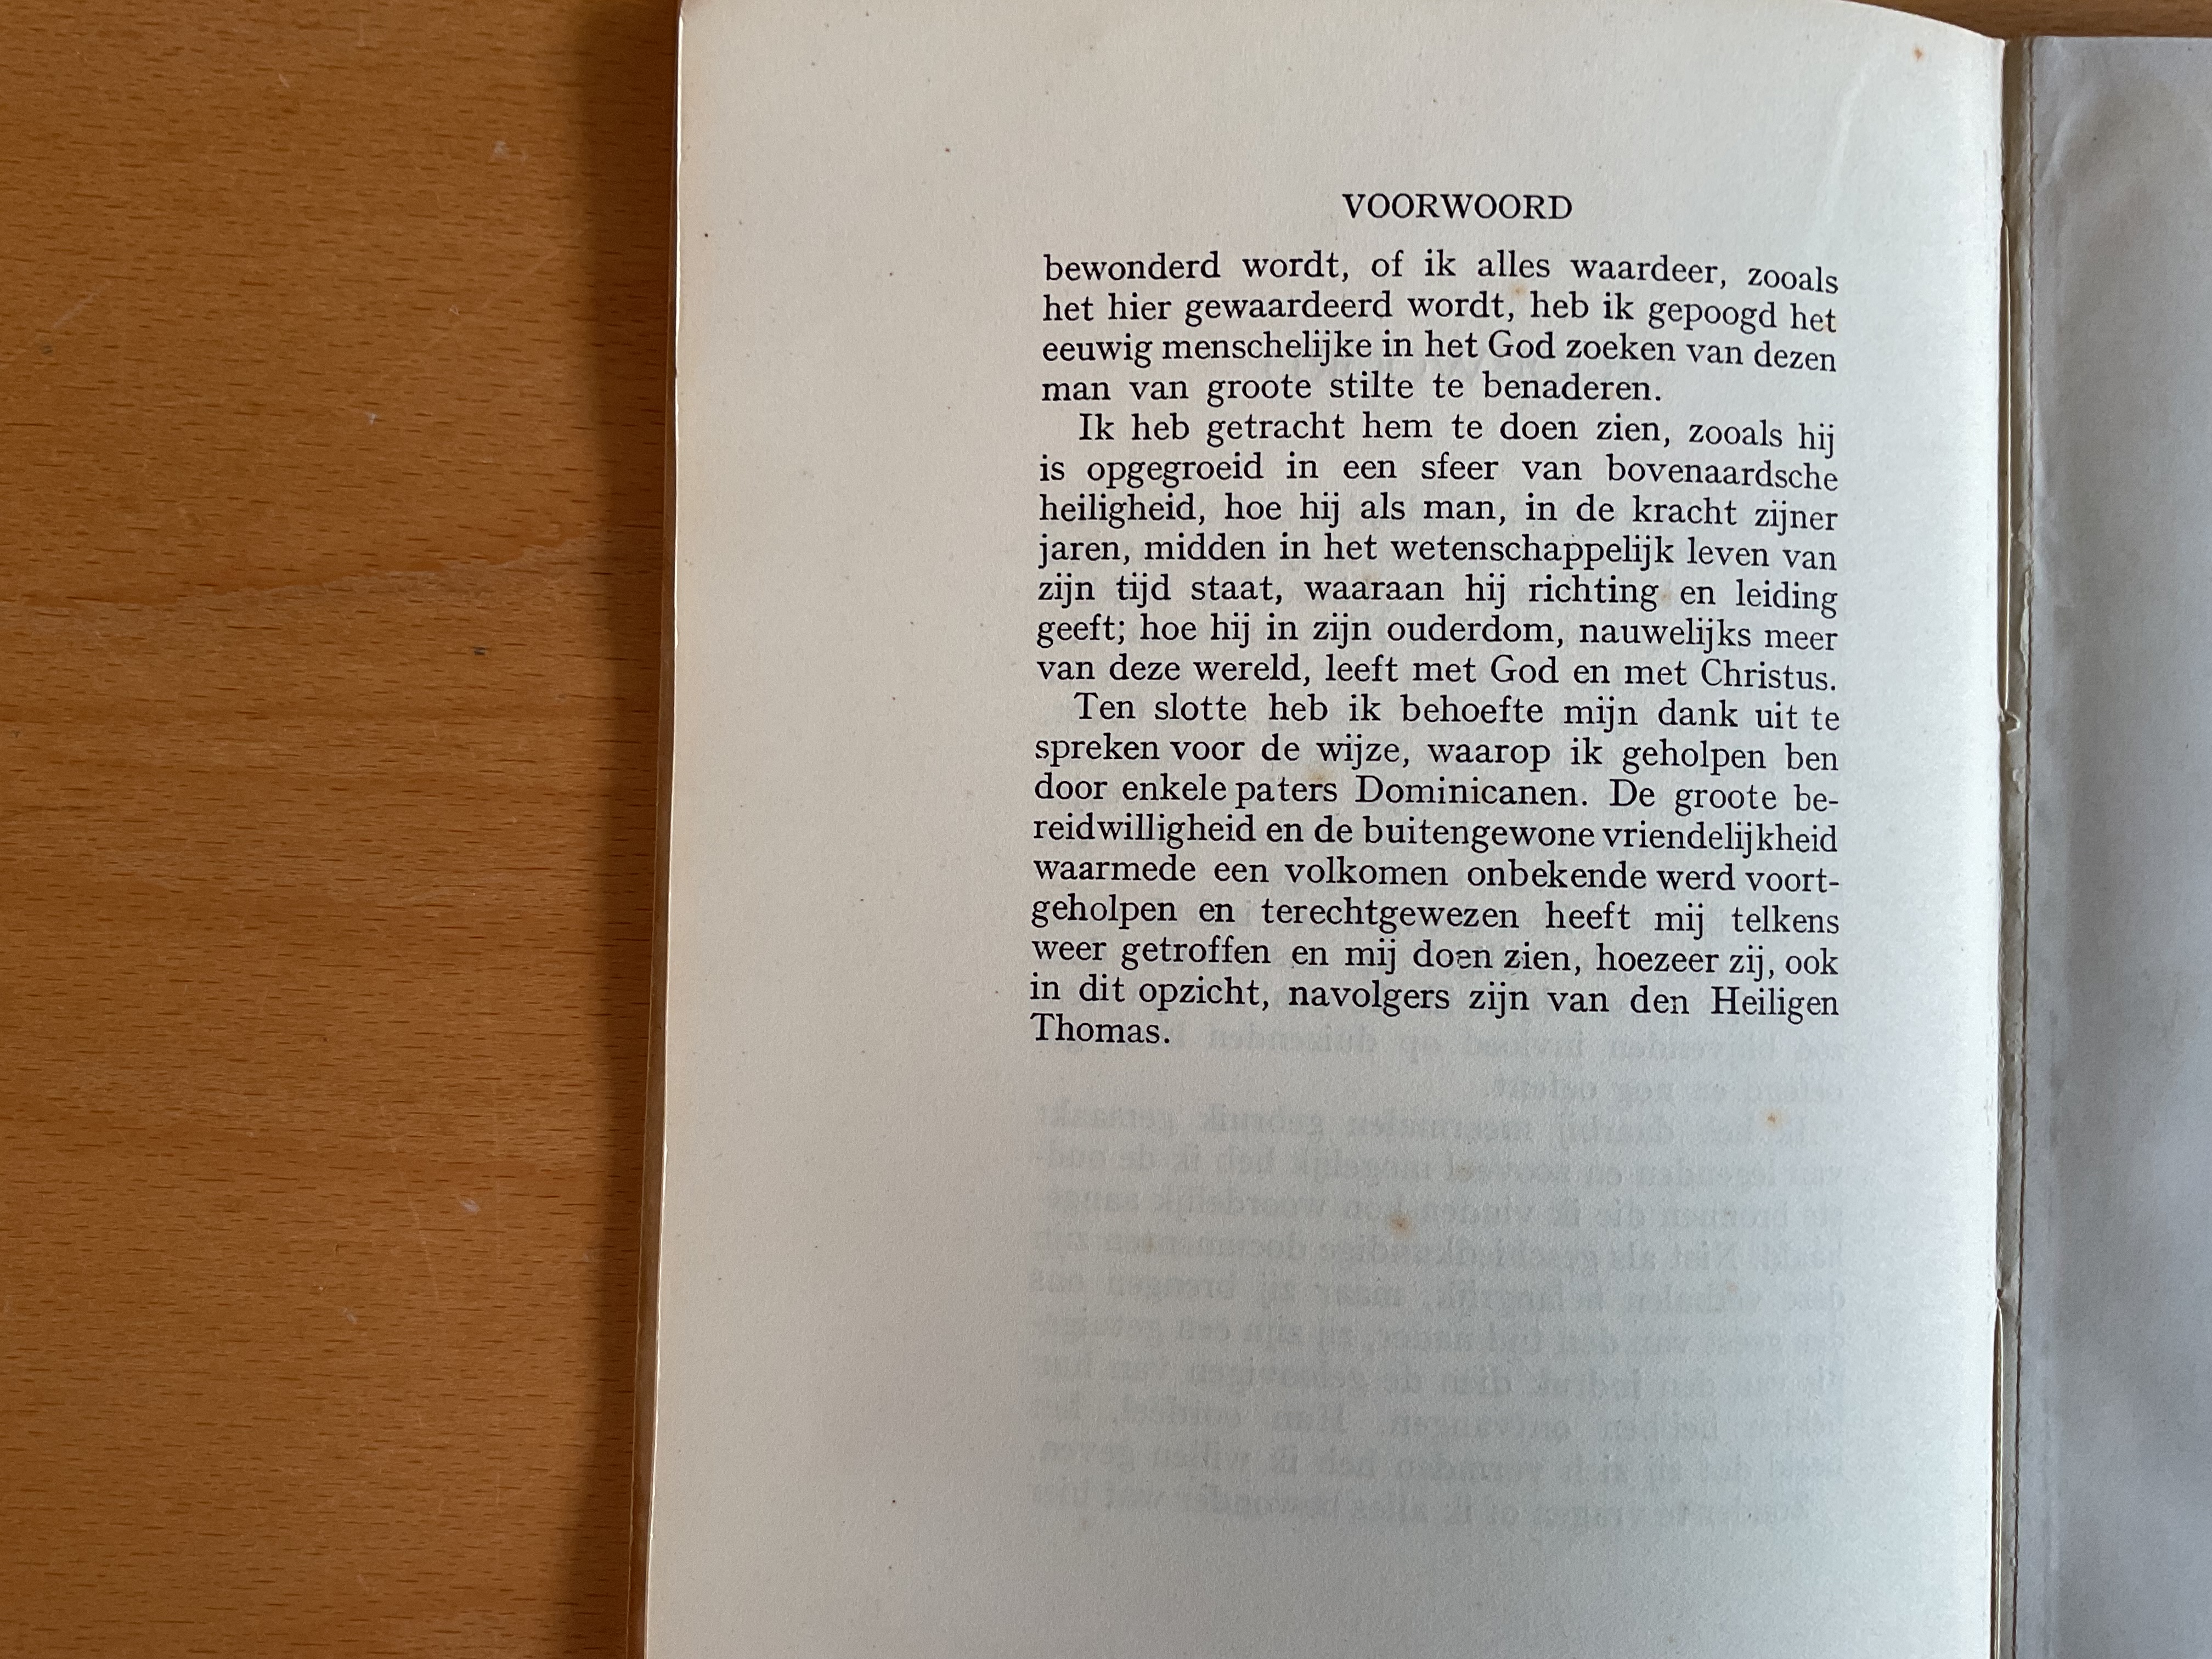 VOORWOORD
bewonderd wordt, of ik alles waardeer, zooals
het hier gewaardeerd wordt, heb ik gepoogd het
eeuwig menschelijke in het God zoeken van dezen
man van groote stilte te benaderen.
Ik heb getracht hem te doen zien, zooals hij
is opgegroeid in een sfeer van bovenaardsche
heiligheid, hoe hij als man, in de kracht zijner
jaren, midden in het wetenschappelijk leven van
zijn tijd staat, waaraan hij richting en leiding
geeft; hoe hij in zijn ouderdom, nauwelijks meer
van deze wereld, leeft met God en met Christus.
Ten slotte heb ik behoefte mijn dank uit te
spreken voor de wijze, waarop ik geholpen ben
door enkele paters Dominicanen. De groote be-
reidwilligheid en de buitengewone vriendelijkheid
waarmede een volkomen onbekende werd voort-
geholpen en terechtgewezen heeft mij telkens
weer getroffen en mij doen zien, hoezeer zij, ook
in dit opzicht, navolgers zijn van den Heiligen
Thomas.